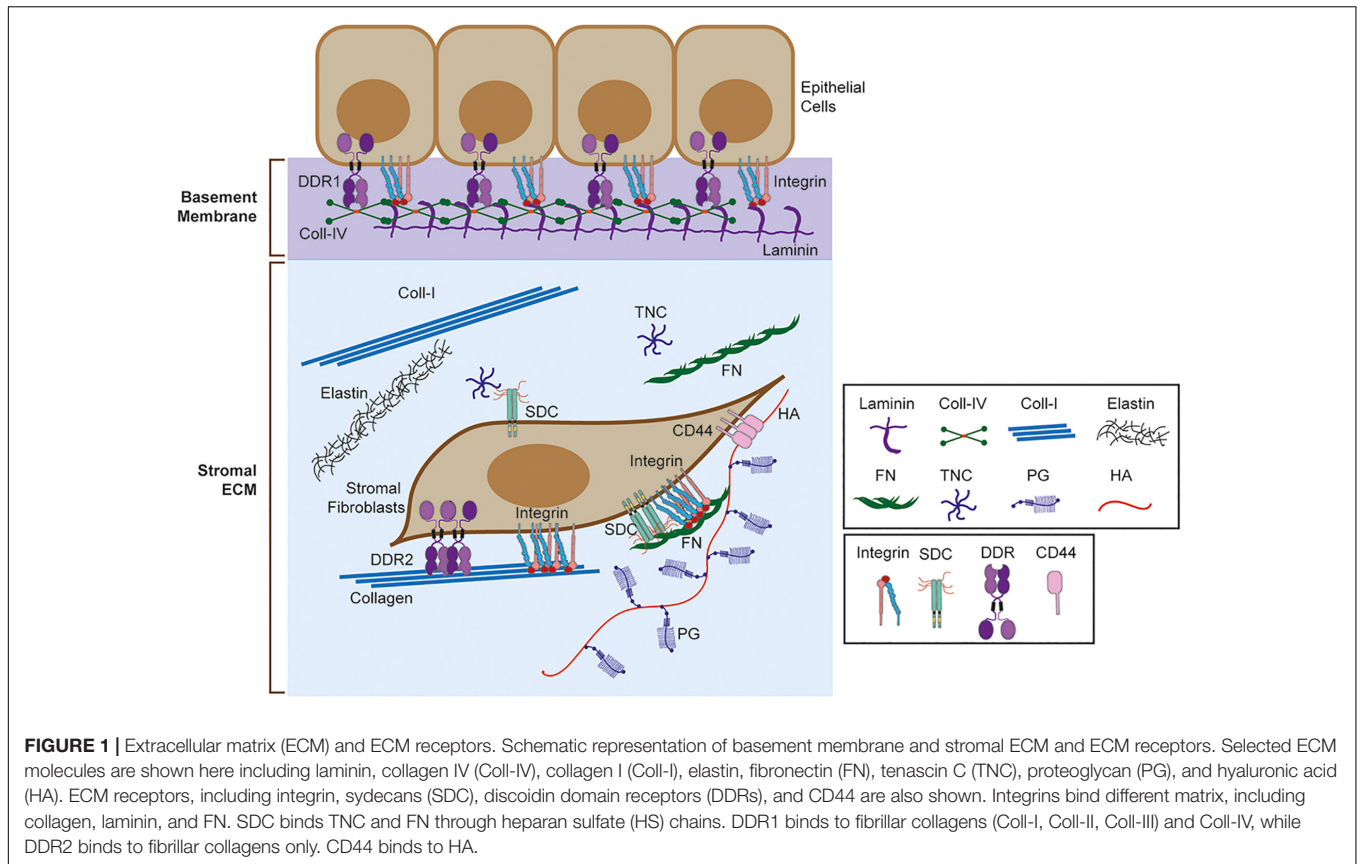 Epithelial
Cells
DDR1
Integrin
Basement
Membrane
Coll-IV
Laminin
Coll-I
TNC
FN
Elastin
SDC
HA
CD44
Integrin
Stromal
ECM
Stromal
Fibroblasts
Integrin
SDC
FN
DDR2
Collagen
PG
Laminin Coll-IV Coll-I Elastin
FN TNC PG HA
Integrin SDC DDR CD44
FIGURE 1 | Extracellular matrix (ECM) and ECM receptors. Schematic representation of basement membrane and stromal ECM and ECM receptors. Selected ECM
molecules are shown here including laminin, collagen IV (Coll-IV), collagen I (Coll-I), elastin, fibronectin (FN), tenascin C (TNC), proteoglycan (PG), and hyaluronic acid
(HA). ECM receptors, including integrin, sydecans (SDC), discoidin domain receptors (DDRs), and CD44 are also shown. Integrins bind different matrix, including
collagen, laminin, and FN. SDC binds TNC and FN through heparan sulfate (HS) chains. DDR1 binds to fibrillar collagens (Coll-I, Coll-II, Coll-III) and Coll-IV, while
DDR2 binds to fibrillar collagens only. CD44 binds to HA.